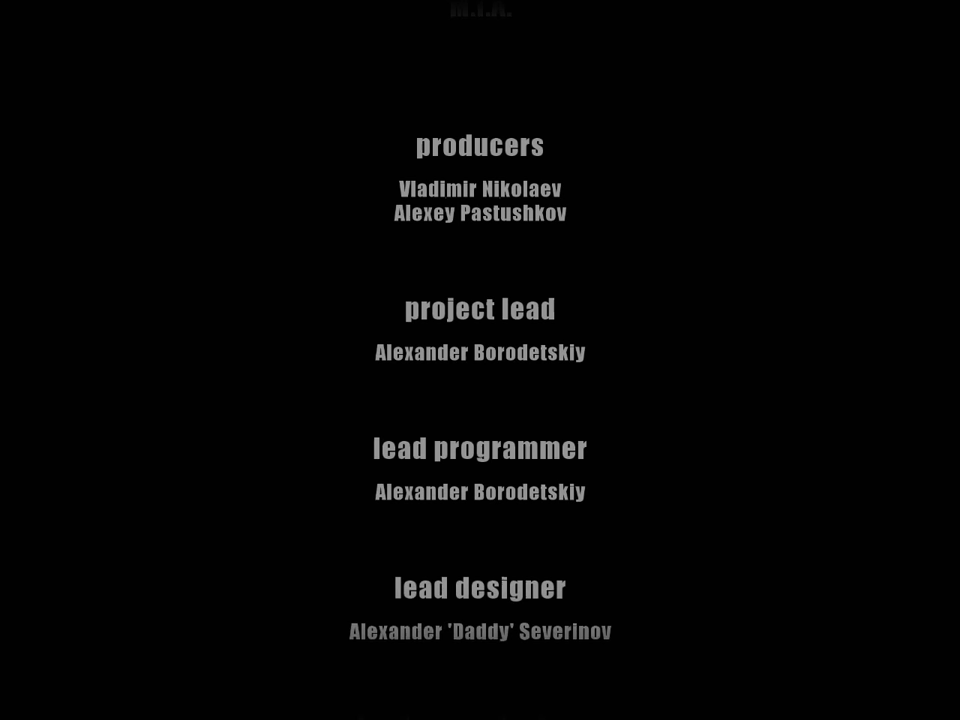 producers
Vladimir Nikolaev
Alexey Pastushkov
project lead
Alexander Borodetskiy
lead programmer
Alexander Borodetskiy
lead designer
Alexander 'Daddy' Severinov